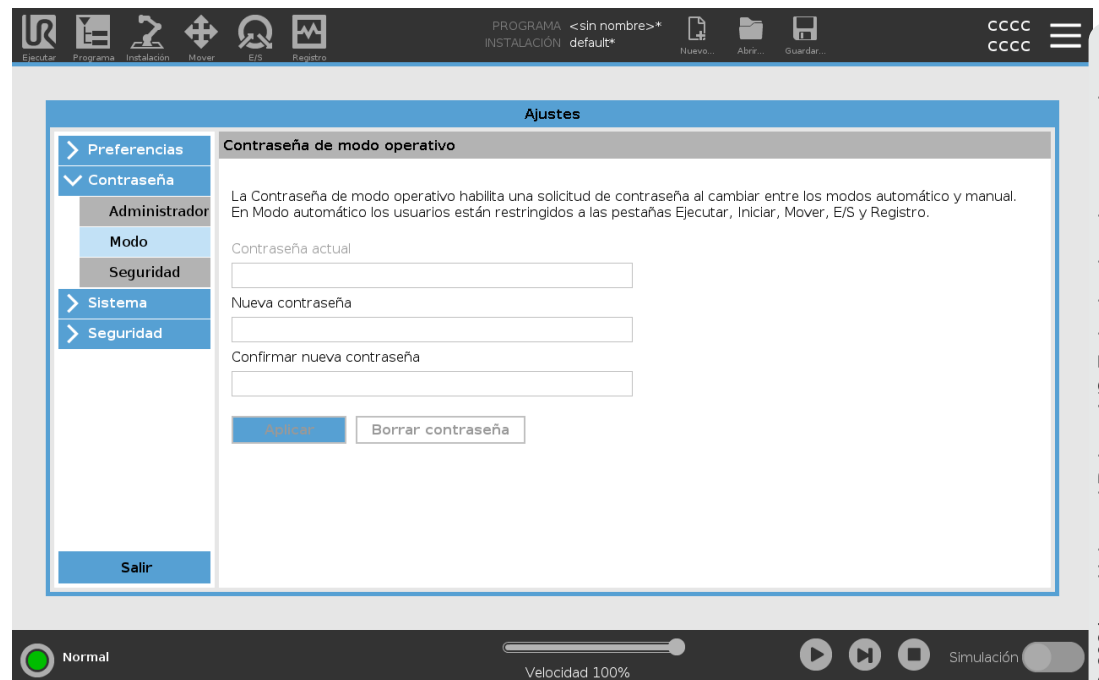 PROGRAMA <sin nombre>*
INSTALACIÓN default*
CCCC
CCCC
Ejecutar Programa Instalación Mover E/S Registro Nuevo... Abrir... Guardar...
Ajustes
Preferencias
Contraseña
Administrador
Modo
Seguridad
Sistema
Seguridad
Salir
Contraseña de modo operativo
La Contraseña de modo operativo habilita una solicitud de contraseña al cambiar entre los modos automático y manual.
En Modo automático los usuarios están restringidos a las pestañas Ejecutar, Iniciar, Mover, E/S y Registro.
Contraseña actual
Nueva contraseña
Confirmar nueva contraseña
Aplicar Borrar contraseña
Normal
Velocidad 100%
Simulación